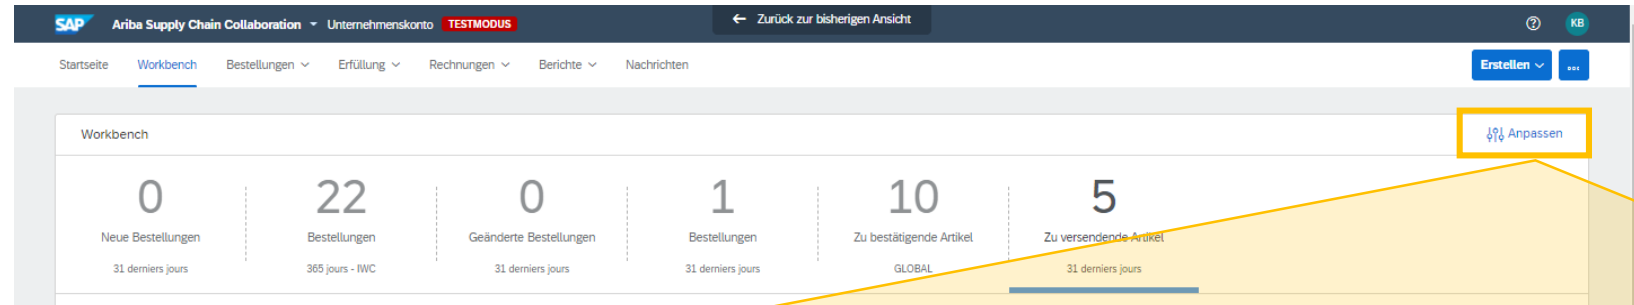 SAP Ariba Supply Chain Collaboration Unternehmenskonto TESTMODUS ← Zurück zur bisherigen Ansicht KB
Startseite Workbench Bestellungen Erfüllung Rechnungen Berichte Nachrichten Erstellen
Workbench Anpassen
0 22 0 1 10 5
Neue Bestellungen Bestellungen Geänderte Bestellungen Bestellungen Zu bestätigende Artikel Zu versendende Artikel
31 derniers jours 365 jours - IWC 31 derniers jours 31 derniers jours GLOBAL 31 derniers jours